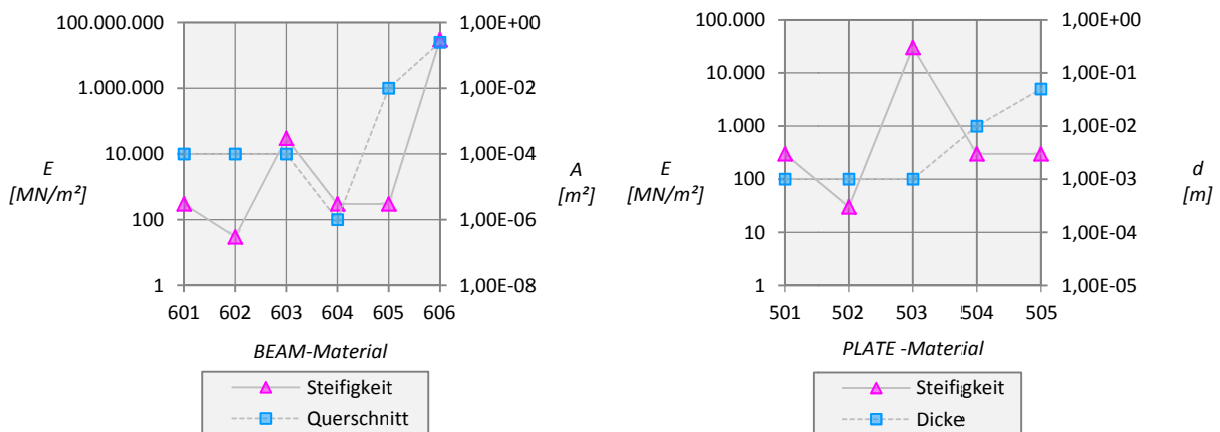 100.000.000
1.000.000
10.000
100
1
E
[MN/m²]
1,00E+00
1,00E-02
1,00E-04
1,00E-06
1,00E-08
A
[m²]
601 602 603 604 605 606
BEAM-Material
Steifigkeit
Querschnitt
100.000
10.000
1.000
100
10
1
E
[MN/m²]
1,00E+00
1,00E-01
1,00E-02
1,00E-03
1,00E-04
1,00E-05
d
[m]
501 502 503 504 505
PLATE -Material
Steifigkeit
Dicke